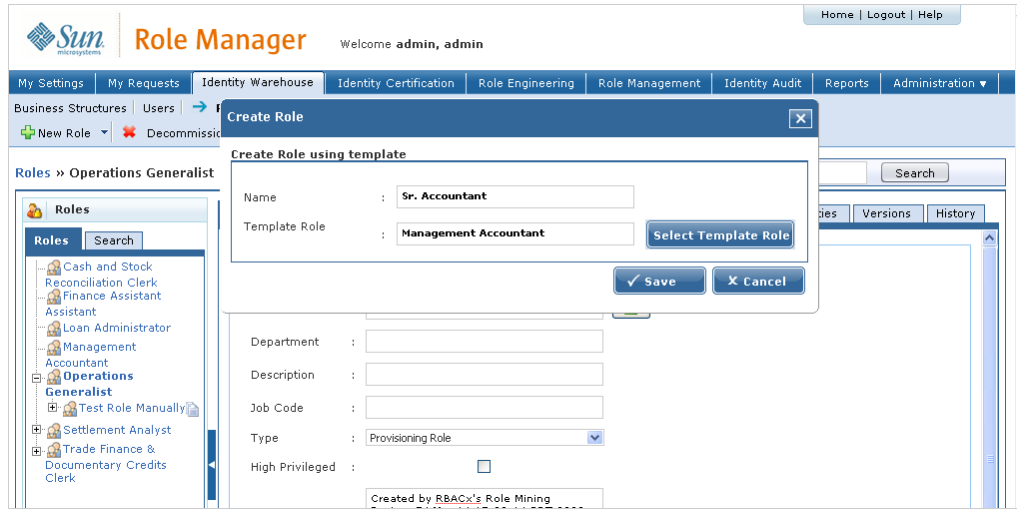 Home | Logout | Help
Sun
microsystems
Role Manager
Welcome admin, admin
My Settings My Requests Identity Warehouse Identity Certification Role Engineering Role Management Identity Audit Reports Administration
Business Structures Users
New Role Decommissi
Create Role
Create Role using template
Name : Sr. Accountant
Template Role : Management Accountant Select Template Role
Save Cancel
Roles » Operations Generalist
Search
Roles
Roles Search
Cash and Stock
Reconciliation Clerk
Finance Assistant
Assistant
Loan Administrator
Management
Accountant
Operations
Generalist
Test Role Manually
Settlement Analyst
Trade Finance &
Documentary Credits
Clerk
ties Versions History
Department :
Description :
Job Code :
Type : Provisioning Role
High Privileged :
Created by RBACx's Role Mining